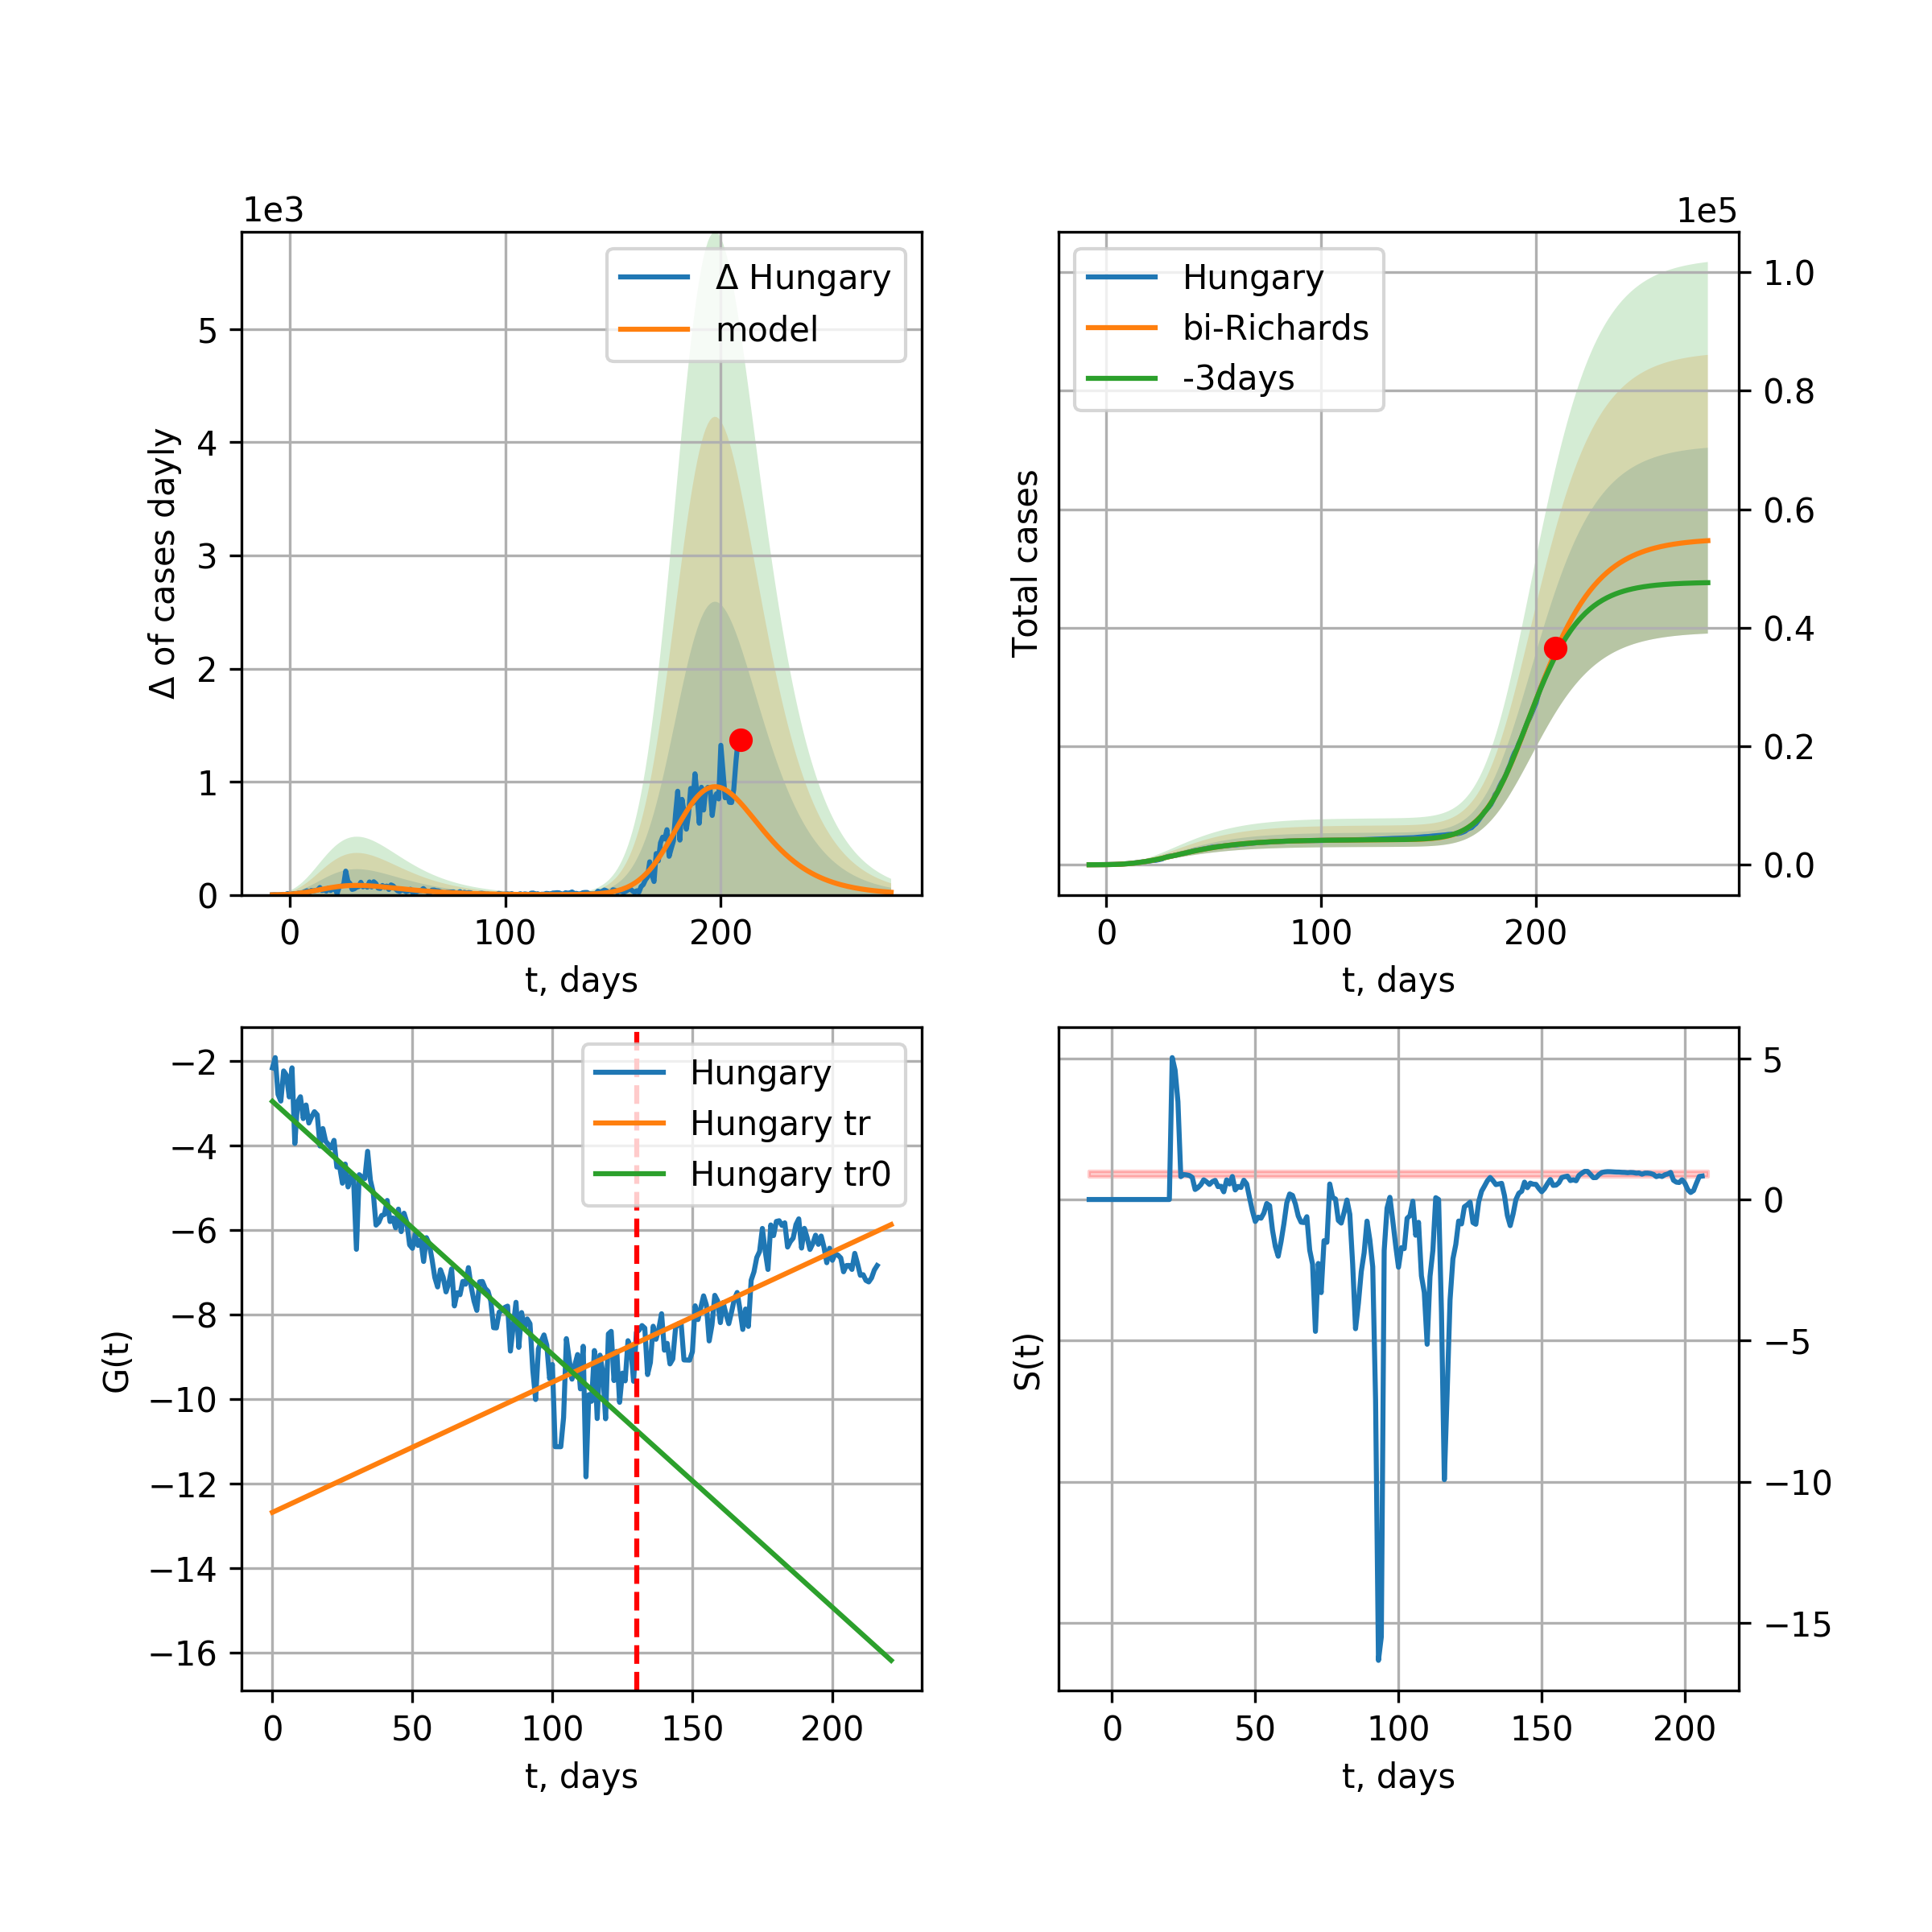 1e3
Δ Hungary
model
5
4
3
2
1
0
Δ of cases dayly
0
100
200
t, days
1e5
Hungary
bi-Richards
-3days
1.0
0.8
0.6
0.4
0.2
0.0
Total cases
0
100
200
t, days
Hungary
Hungary tr
Hungary tr0
−2
−4
−6
−8
−10
−12
−14
−16
G(t)
0
50
100
150
200
t, days
5
0
−5
−10
−15
S(t)
0
50
100
150
200
t, days